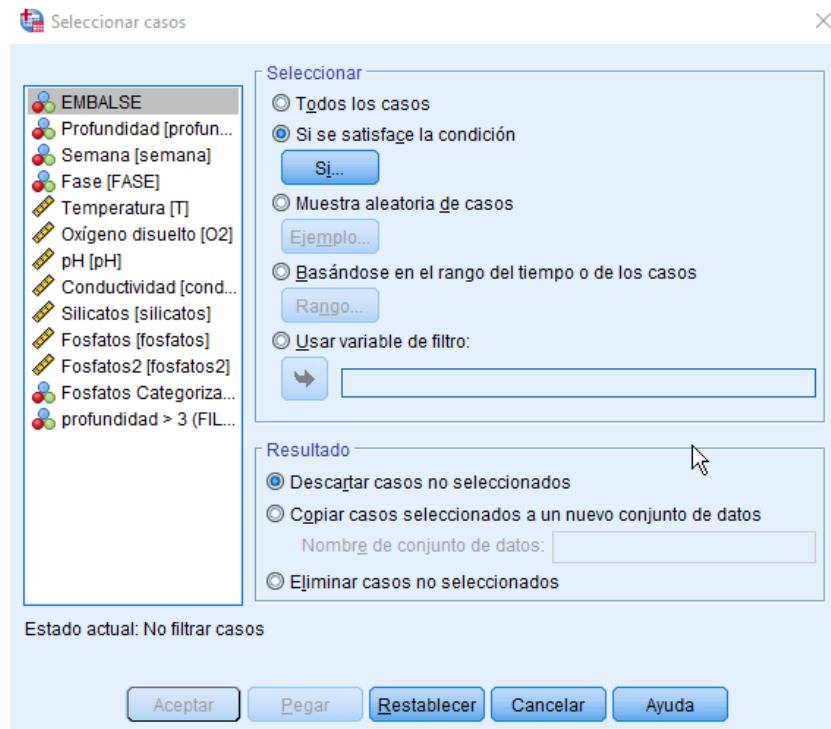 Seleccionar casos
EMBALSE
Profundidad [profun...
Semana [semana]
Fase [FASE]
Temperatura [T]
Oxígeno disuelto [O2]
pH [pH]
Conductividad [cond...
Silicatos [silicatos]
Fosfatos [fosfatos]
Fosfatos2 [fosfatos2]
Fosfatos Categoriza...
profundidad > 3 (FIL...
Seleccionar
Todos los casos
Si se satisface la condición
Si...
Muestra aleatoria de casos
Ejemplo...
Basándose en el rango del tiempo o de los casos
Rango...
Usar variable de filtro:
Resultado
Descartar casos no seleccionados
Copiar casos seleccionados a un nuevo conjunto de datos
Nombre de conjunto de datos:
Eliminar casos no seleccionados
Estado actual: No filtrar casos
Aceptar Pegar Restablecer Cancelar Ayuda